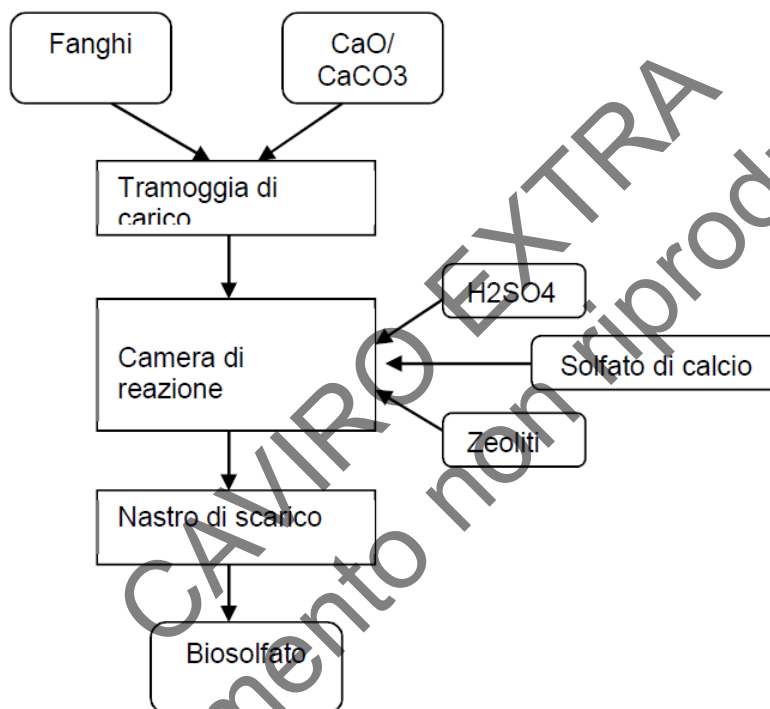 Fanghi
CaO/
CaCO3
Tramoggia di
carico
H2SO4
Camera di
reazione
Solfato di calcio
Zeoliti
Nastro di scarico
Biosolfato
CAVIRO EXTRA
mento non riprod